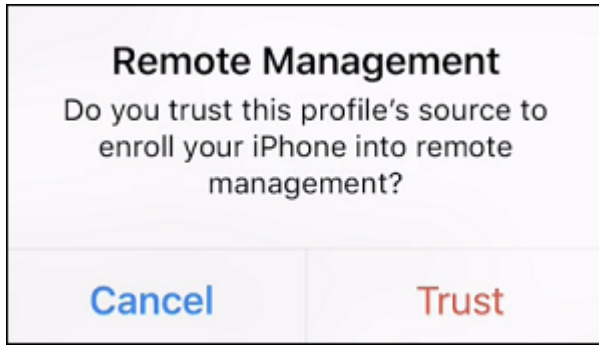 Remote Management
Do you trust this profile's source to
enroll your iPhone into remote
management?
Cancel
Trust